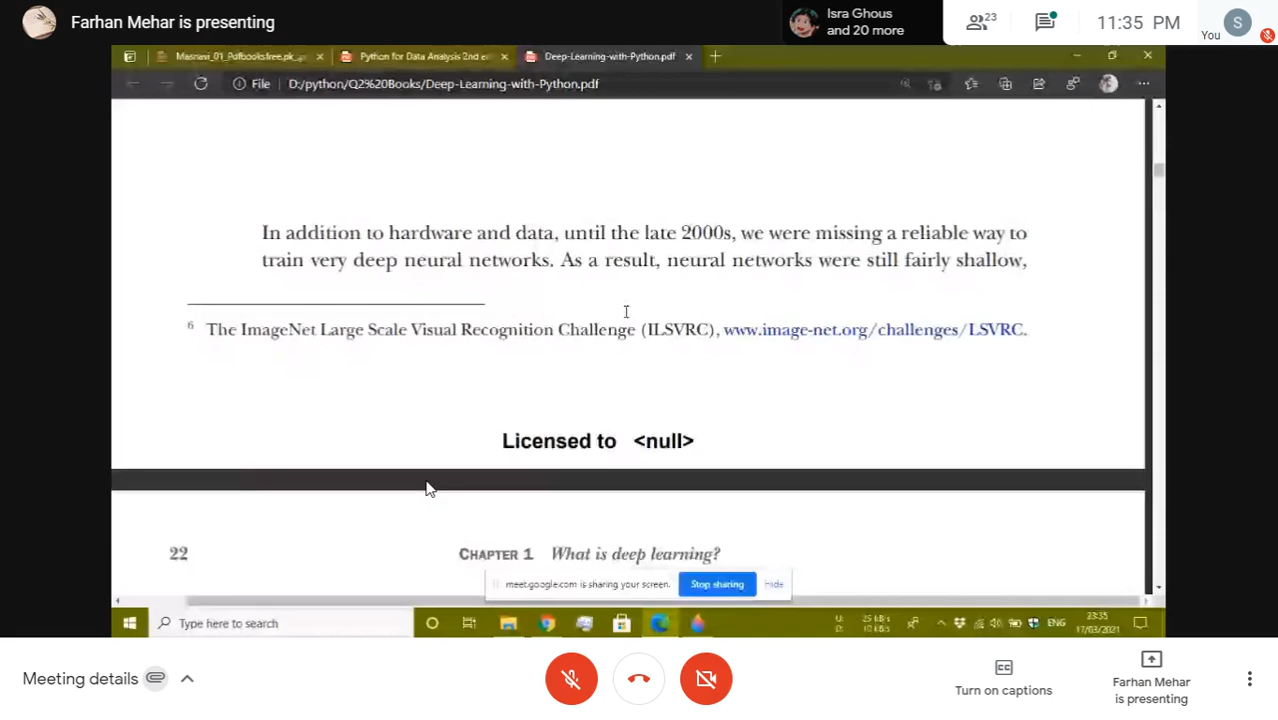 Farhan Mehar is presenting
Isra Ghous
and 20 more
23
11:35 PM
You
S
Masnavi_01_Pdfbooksfree.pk_
Python for Data Analysis 2nd e
Deep-Learning-with-Python.pdf
File
D:/python/Q2%20Books/Deep-Learning-with-Python.pdf
In addition to hardware and data, until the late 2000s, we were missing a reliable way to
train very deep neural networks. As a result, neural networks were still fairly shallow,
6 The ImageNet Large Scale Visual Recognition Challenge (ILSVRC), www.image-net.org/challenges/LSVRC.
Licensed to <null>
22
CHAPTER 1 What is deep learning?
meet.google.com is sharing your screen.
Stop sharing
Hide
Type here to search
U: 25 kB/s
D: 10 kB/s
ENG
23:35
17/03/2021
Meeting details
Turn on captions
Farhan Mehar
is presenting